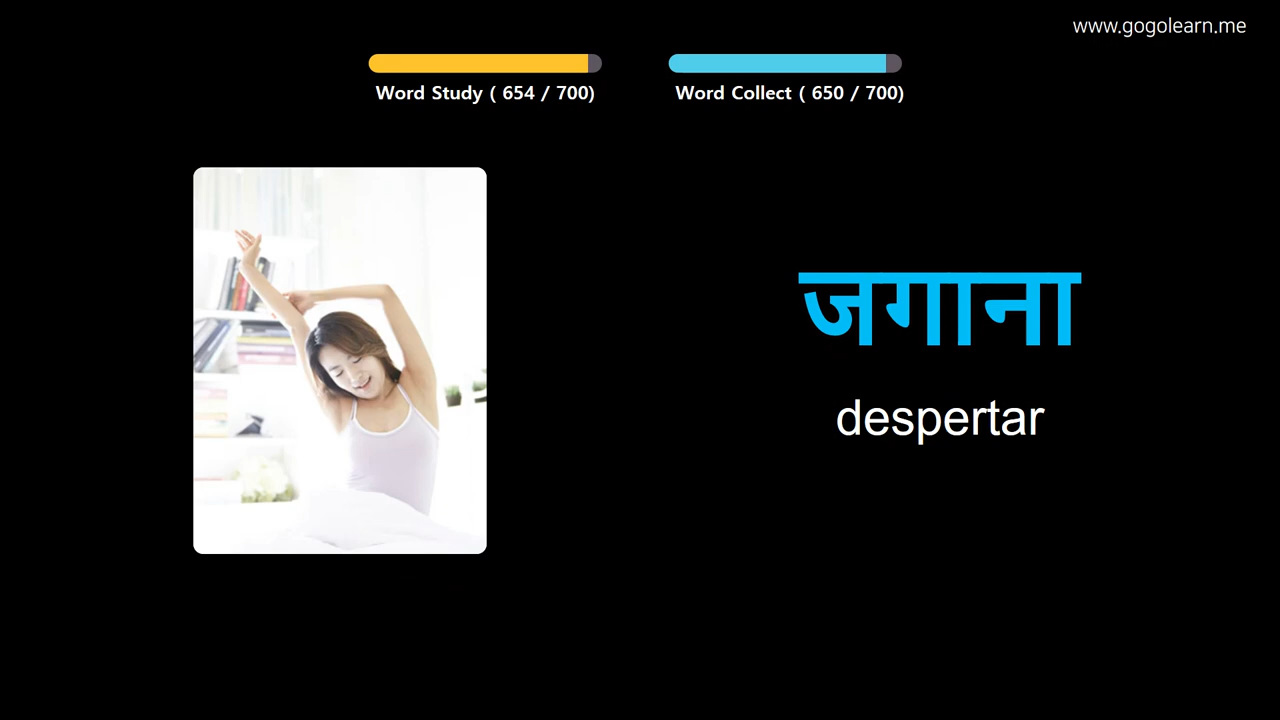 www.gogolearn.me
Word Study ( 654 / 700)
Word Collect ( 650 / 700)
जगाना
despertar